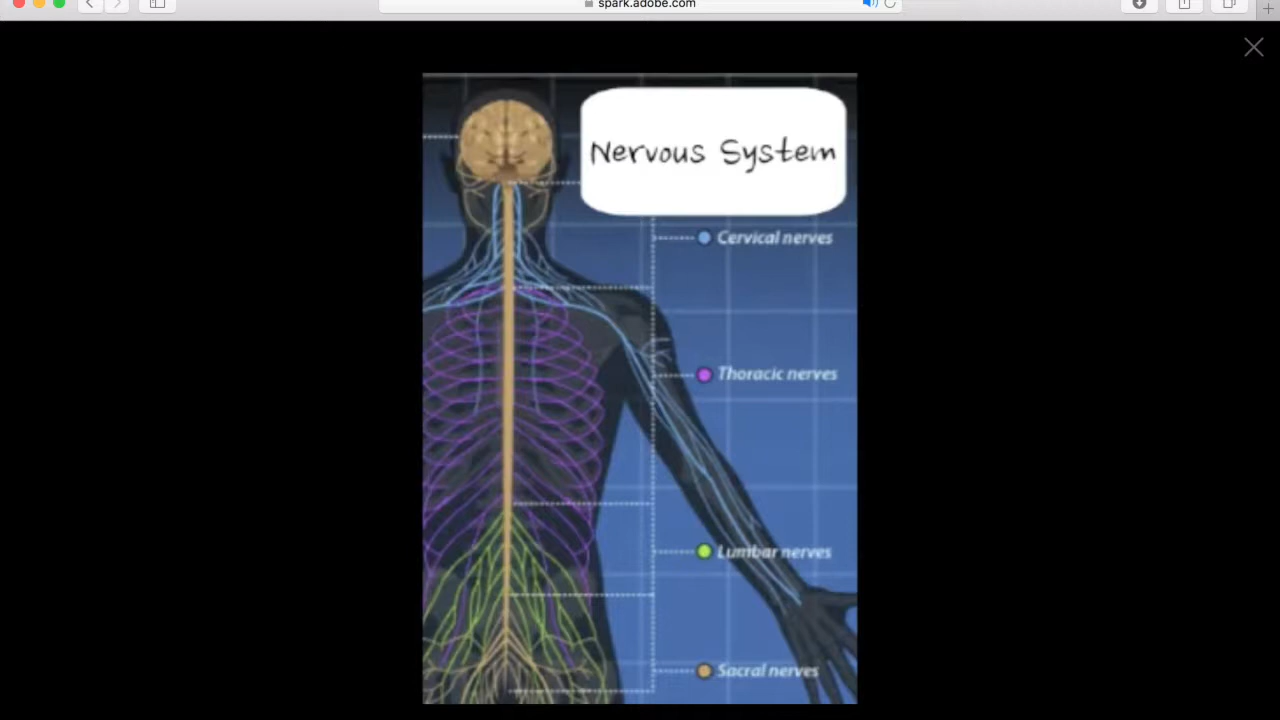 spark.adobe.com
Nervous System
Cervical nerves
Thoracic nerves
Lumbar nerves
Sacral nerves